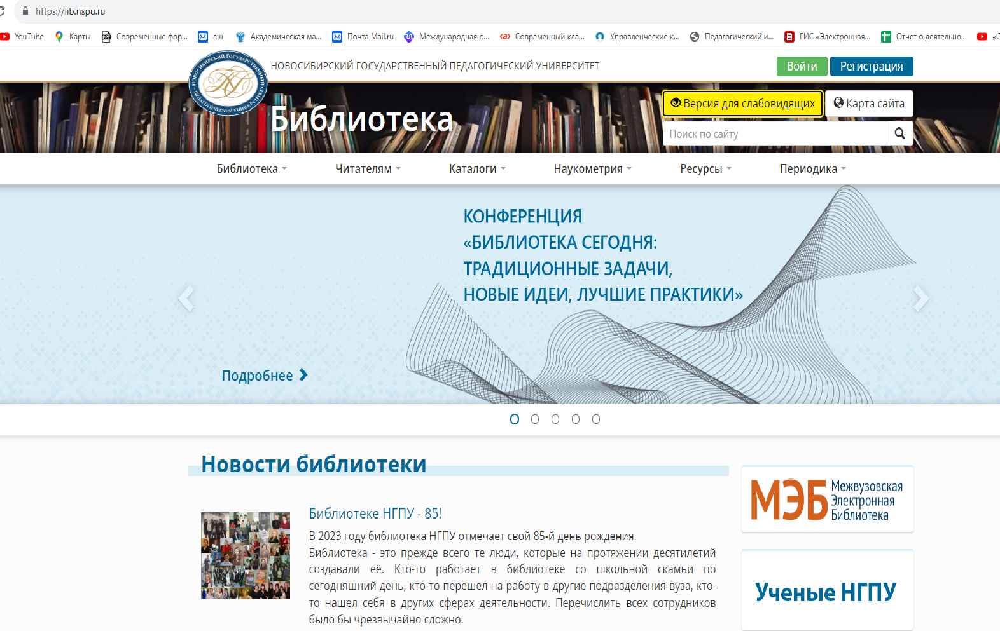 https://lib.nspu.ru
YouTube Карты Современные фор... аш Академическая ма... Почта Mail.ru Международная о... Современный кла... Управленческие к... Педагогический и... ГИС «Электронная... Отчет о деятельно... «С
НОВОСИБИРСКИЙ ГОСУДАРСТВЕННЫЙ ПЕДАГОГИЧЕСКИЙ УНИВЕРСИТЕТ
Войти Регистрация
НОВОСИБИРСКИЙ ГОСУДАРСТВЕННЫЙ ПЕДАГОГИЧЕСКИЙ УНИВЕРСИТЕТ
Библиотека
Версия для слабовидящих Карта сайта
Поиск по сайту
Библиотека Читателям Каталоги Наукометрия Ресурсы Периодика
КОНФЕРЕНЦИЯ
«БИБЛИОТЕКА СЕГОДНЯ:
ТРАДИЦИОННЫЕ ЗАДАЧИ,
НОВЫЕ ИДЕИ, ЛУЧШИЕ ПРАКТИКИ»
Подробнее
Новости библиотеки
Библиотеке НГПУ - 85!
В 2023 году библиотека НГПУ отмечает свой 85-й день рождения.
Библиотека - это прежде всего те люди, которые на протяжении десятилетий
создавали её. Кто-то работает в библиотеке со школьной скамьи по
сегодняшний день, кто-то перешел на работу в другие подразделения вуза, кто-
то нашел себя в других сферах деятельности. Перечислить всех сотрудников
было бы чрезвычайно сложно.
МЭБ Межвузовская
Электронная
Библиотека
Ученые НГПУ